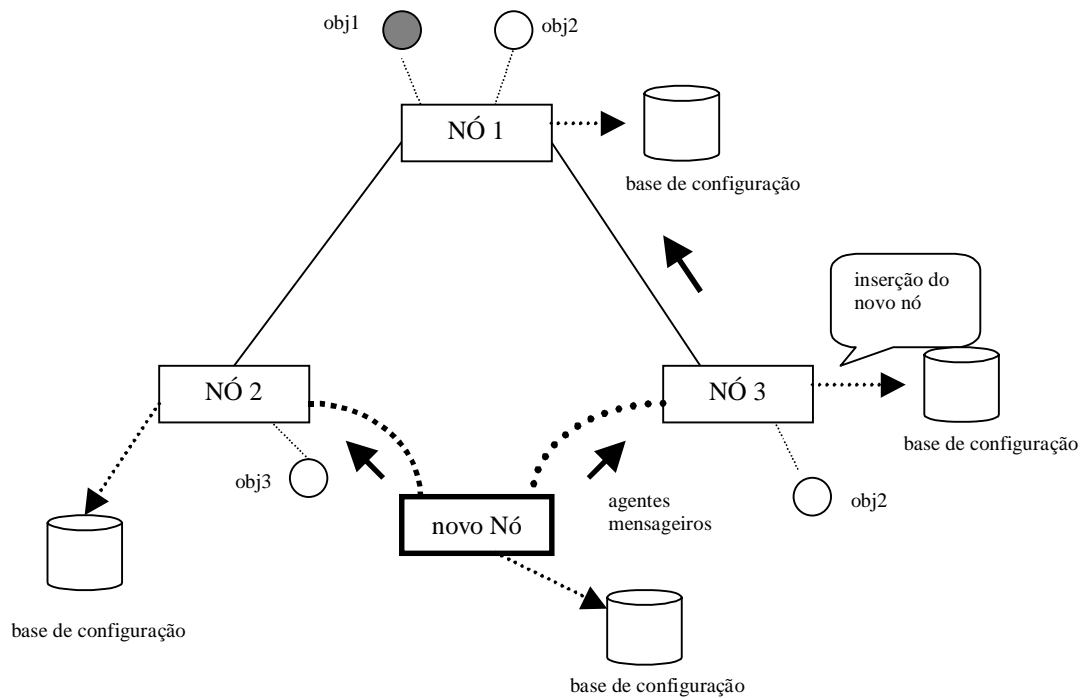 obj1
obj2
NÓ 1
base de configuração
inserção do
novo nó
NÓ 2
NÓ 3
base de configuração
obj3
obj2
agentes
mensageiros
novo Nó
base de configuração
base de configuração